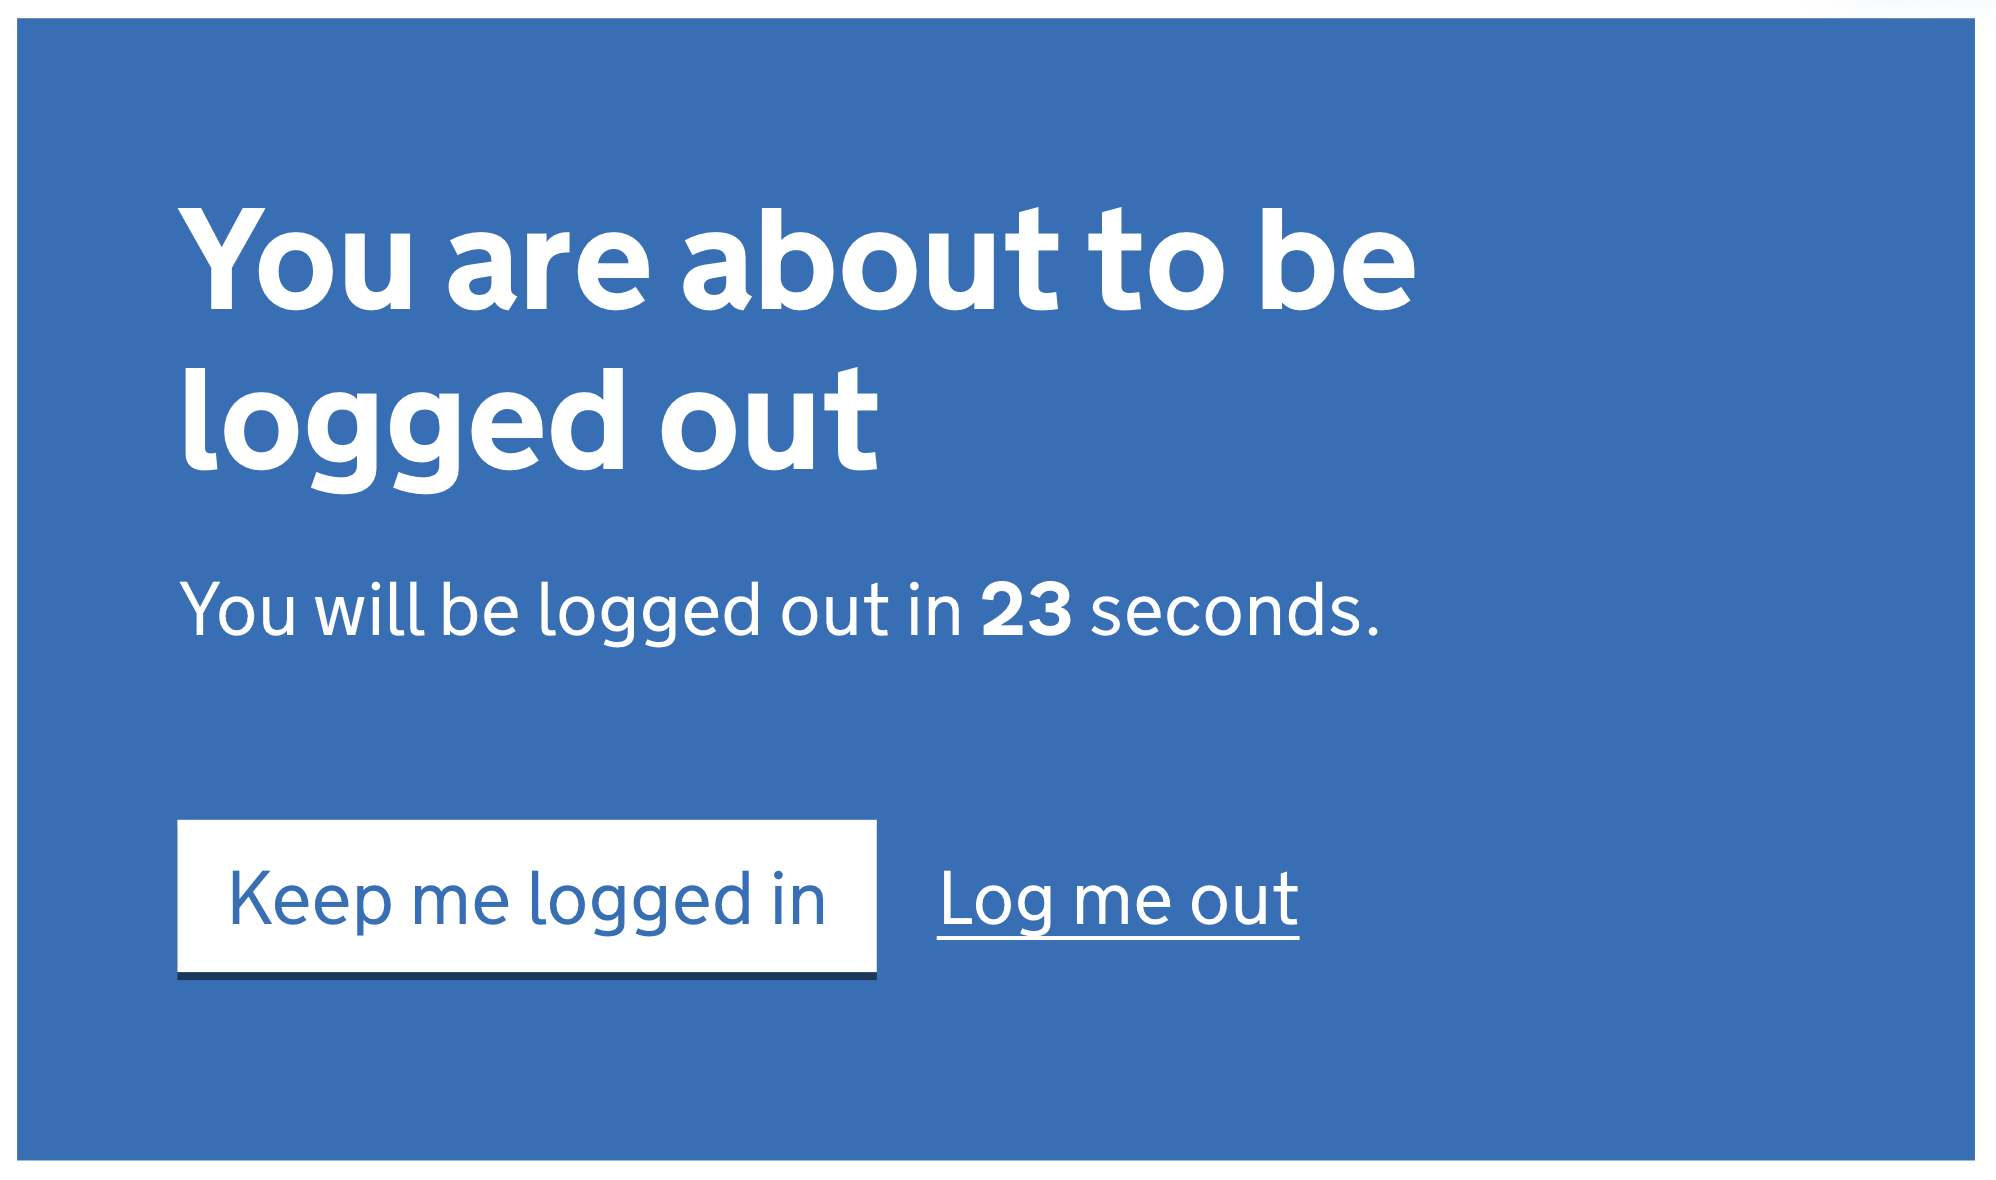 You are about to be
logged out
You will be logged out in 23 seconds.
Keep me logged in
Log me out